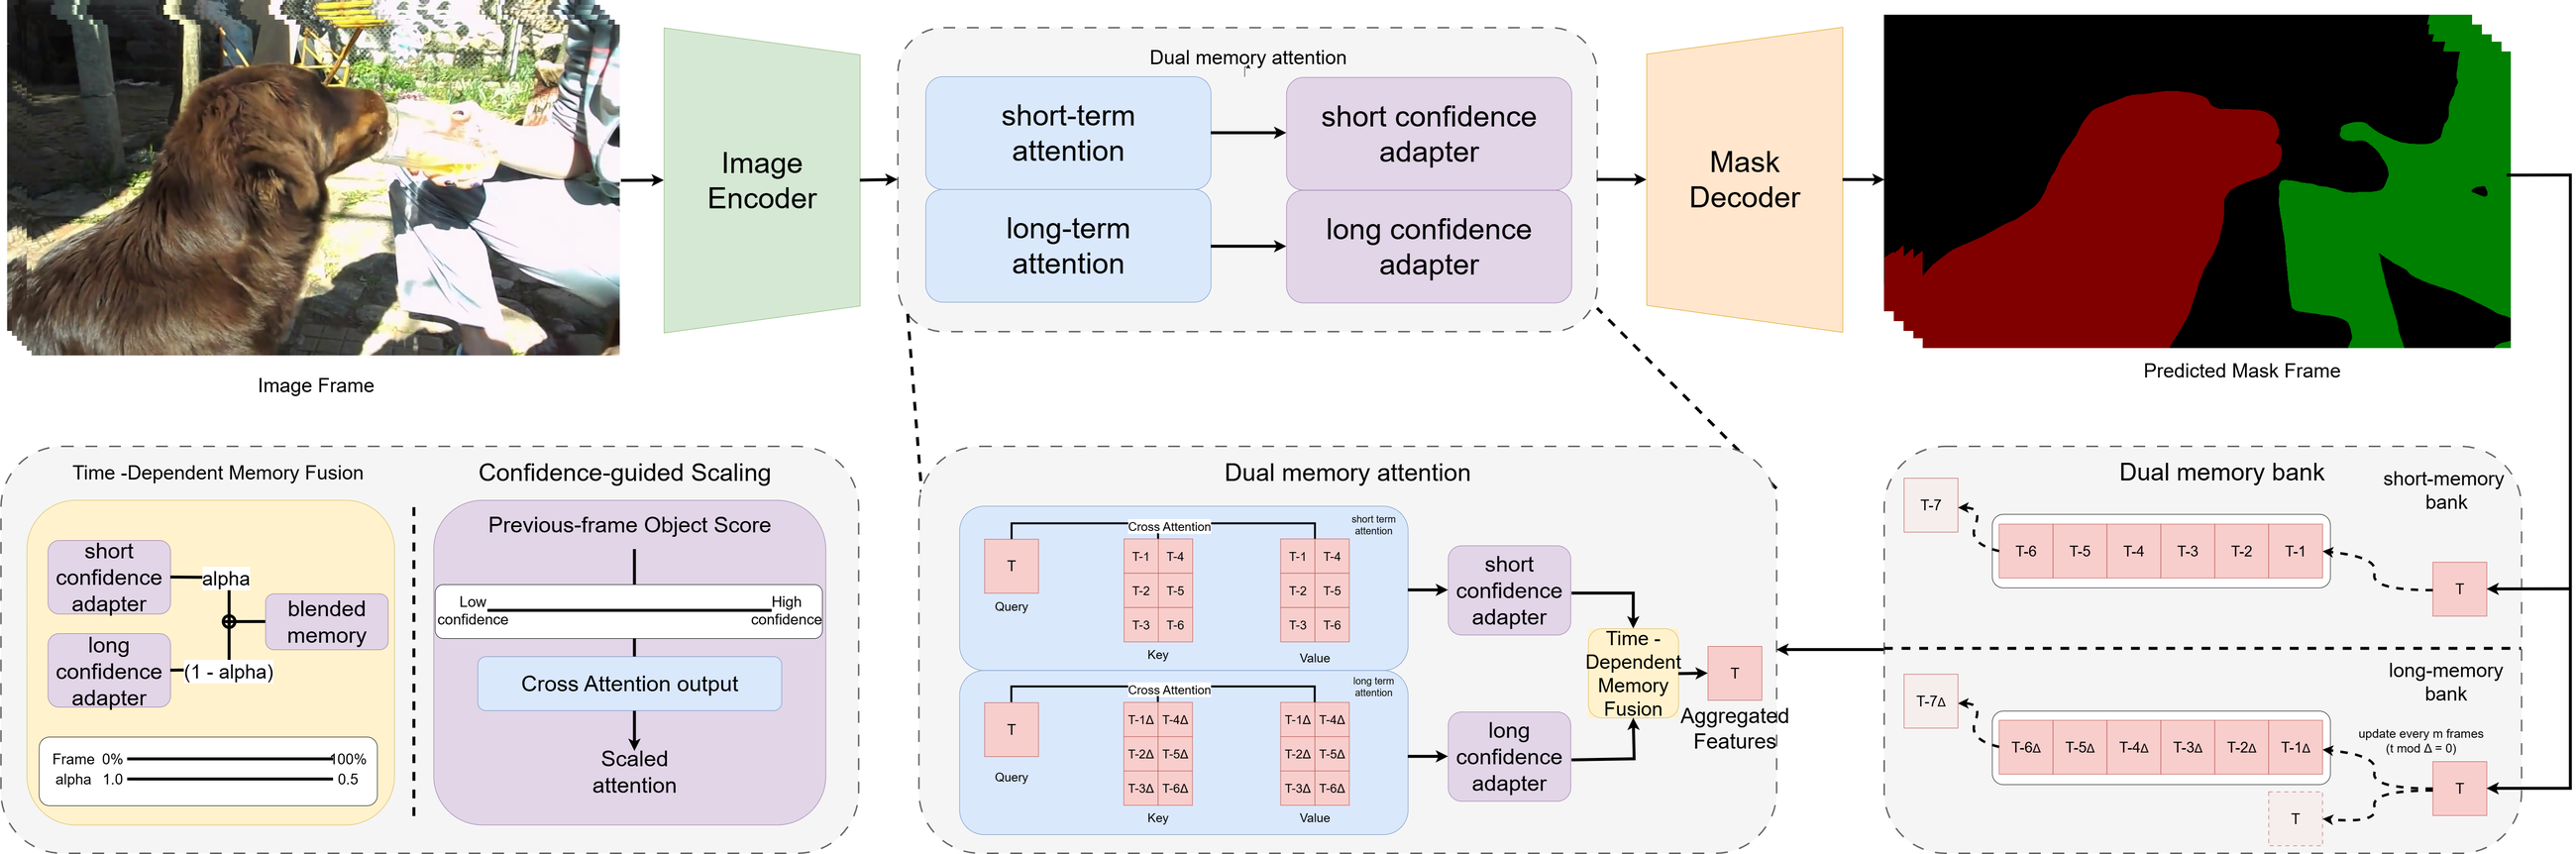 Dual memory attention
short-term
attention
short confidence
adapter
long-term
attention
long confidence
adapter
Image
Encoder
Mask
Decoder
Image Frame
Predicted Mask Frame
Time -Dependent Memory Fusion
short
confidence
adapter
alpha
blended
memory
long
confidence
adapter
(1 - alpha)
Frame 0% 100%
alpha 1.0 0.5
Confidence-guided Scaling
Previous-frame Object Score
Low
confidence
High
confidence
Cross Attention output
Scaled
attention
Dual memory attention
short term
attention
Cross Attention
T
Query
T-1 T-4
T-2 T-5
T-3 T-6
Key
T-1 T-4
T-2 T-5
T-3 T-6
Value
long term
attention
Cross Attention
T
Query
T-1Δ T-4Δ
T-2Δ T-5Δ
T-3Δ T-6Δ
Key
T-1Δ T-4Δ
T-2Δ T-5Δ
T-3Δ T-6Δ
Value
short
confidence
adapter
long
confidence
adapter
Time -
Dependent
Memory
Fusion
T
Aggregated
Features
Dual memory bank
short-memory
bank
T-7
T-6 T-5 T-4 T-3 T-2 T-1
T
long-memory
bank
T-7Δ
T-6Δ T-5Δ T-4Δ T-3Δ T-2Δ T-1Δ
update every m frames
(t mod Δ = 0)
T
T